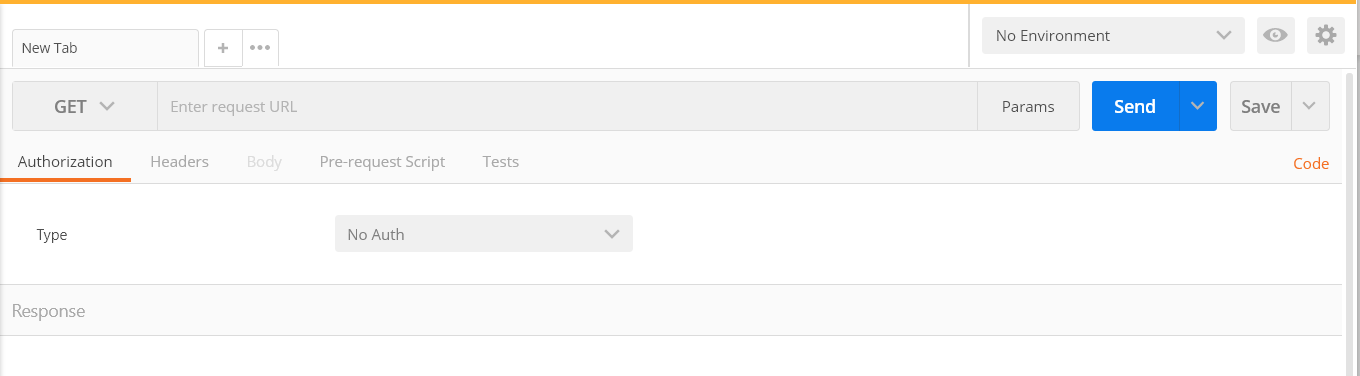 New Tab
No Environment
GET Enter request URL Params Send Save
Authorization Headers Body Pre-request Script Tests Code
Type No Auth
Response